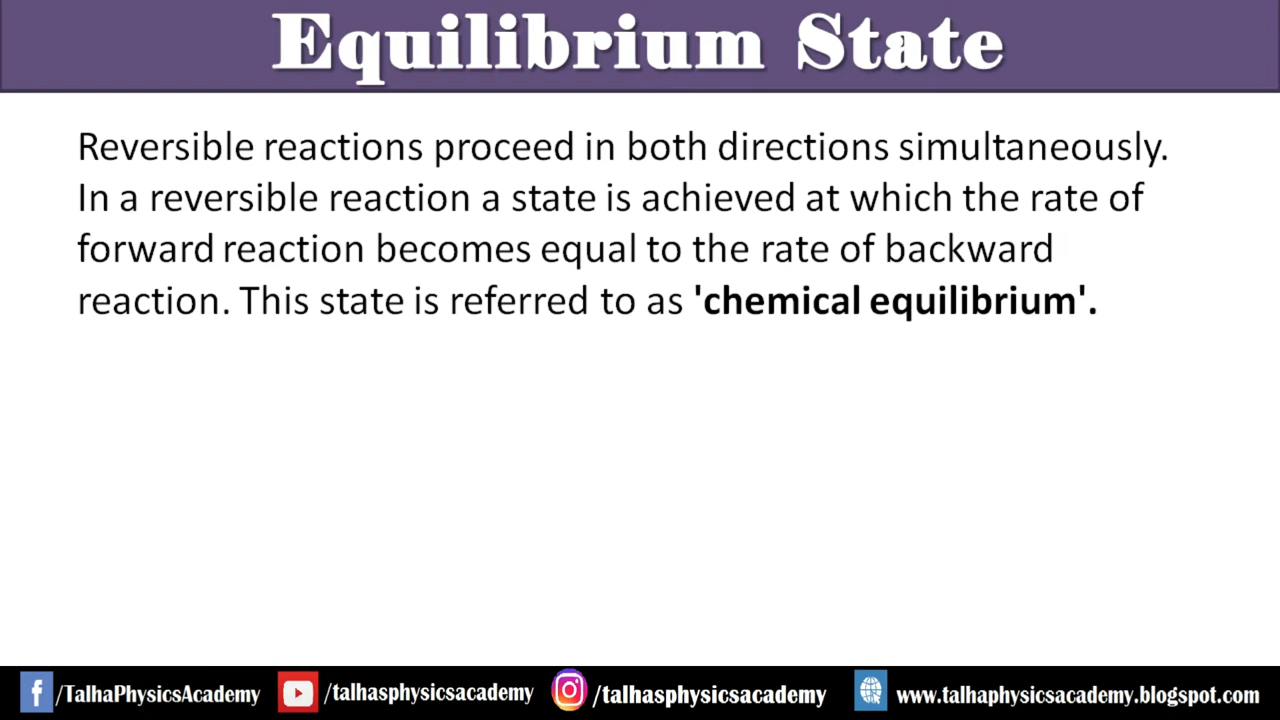 Equilibrium State
Reversible reactions proceed in both directions simultaneously.
In a reversible reaction a state is achieved at which the rate of
forward reaction becomes equal to the rate of backward
reaction. This state is referred to as 'chemical equilibrium'.
/TalhaPhysicsAcademy /talhasphysicsacademy /talhasphysicsacademy www.talhaphysicsacademy.blogspot.com